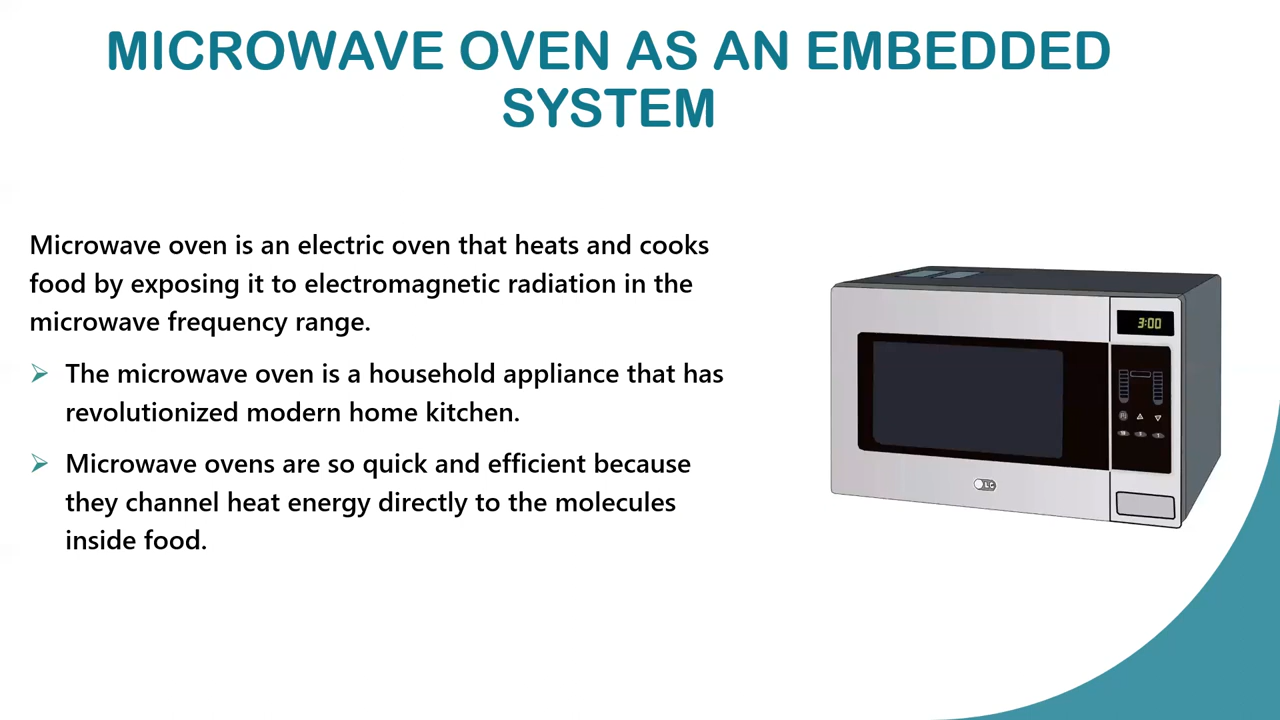 MICROWAVE OVEN AS AN EMBEDDED
SYSTEM
Microwave oven is an electric oven that heats and cooks
food by exposing it to electromagnetic radiation in the
microwave frequency range.
The microwave oven is a household appliance that has
revolutionized modern home kitchen.
Microwave ovens are so quick and efficient because
they channel heat energy directly to the molecules
inside food.
3:00
LG